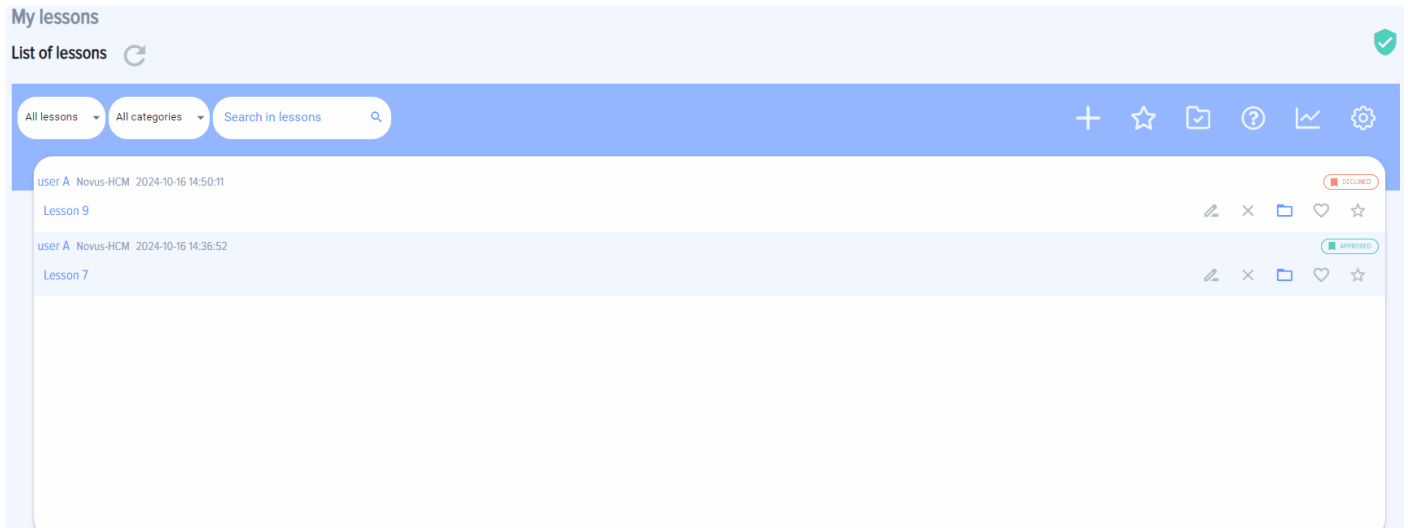 My lessons
List of lessons
All lessons All categories Search in lessons
user A Novus-HCM 2024-10-16 14:50:11 DECLINED
Lesson 9
user A Novus-HCM 2024-10-16 14:36:52 APPROVED
Lesson 7